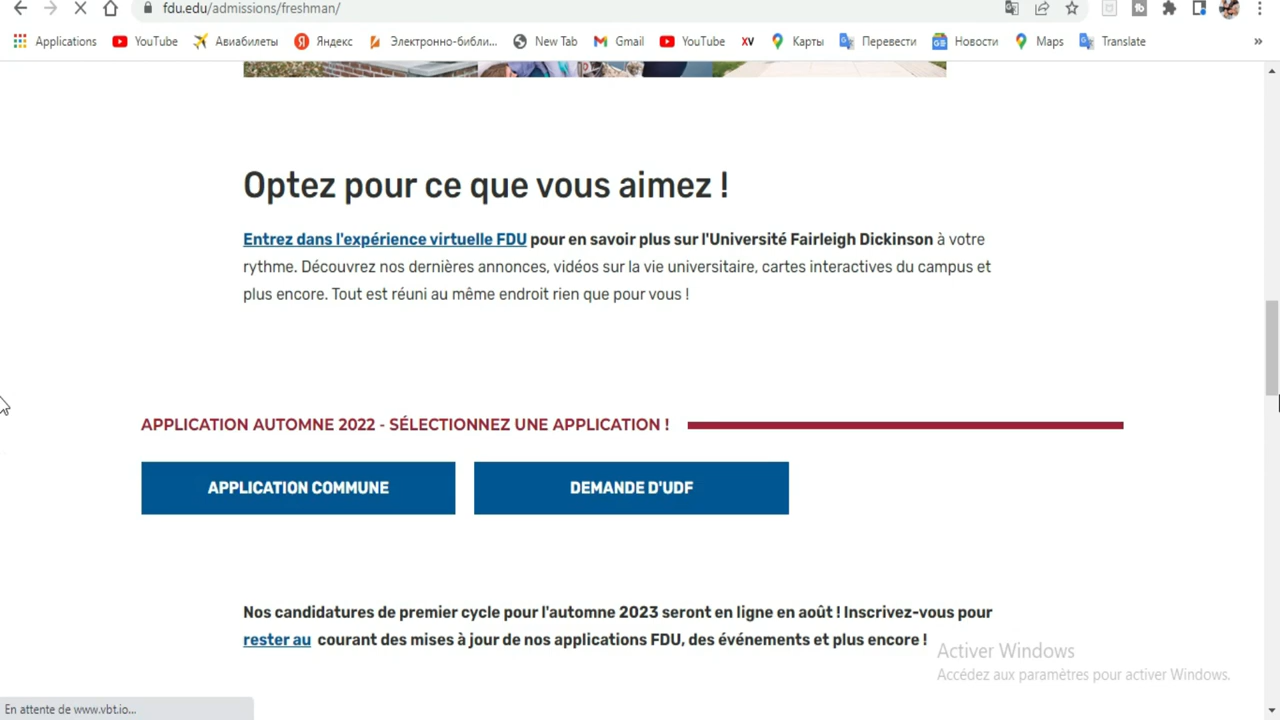 fdu.edu/admissions/freshman/
Applications YouTube Авиабилеты Яндекс Электронно-библи... New Tab Gmail YouTube XV Карты Перевести Новости Maps Translate »
Optez pour ce que vous aimez !
Entrez dans l'expérience virtuelle FDU pour en savoir plus sur l'Université Fairleigh Dickinson à votre
rythme. Découvrez nos dernières annonces, vidéos sur la vie universitaire, cartes interactives du campus et
plus encore. Tout est réuni au même endroit rien que pour vous !
APPLICATION AUTOMNE 2022 - SÉLECTIONNEZ UNE APPLICATION !
APPLICATION COMMUNE DEMANDE D'UDF
Nos candidatures de premier cycle pour l'automne 2023 seront en ligne en août ! Inscrivez-vous pour
rester au courant des mises à jour de nos applications FDU, des événements et plus encore !
Activer Windows
Accédez aux paramètres pour activer Windows.
En attente de www.vbt.io...